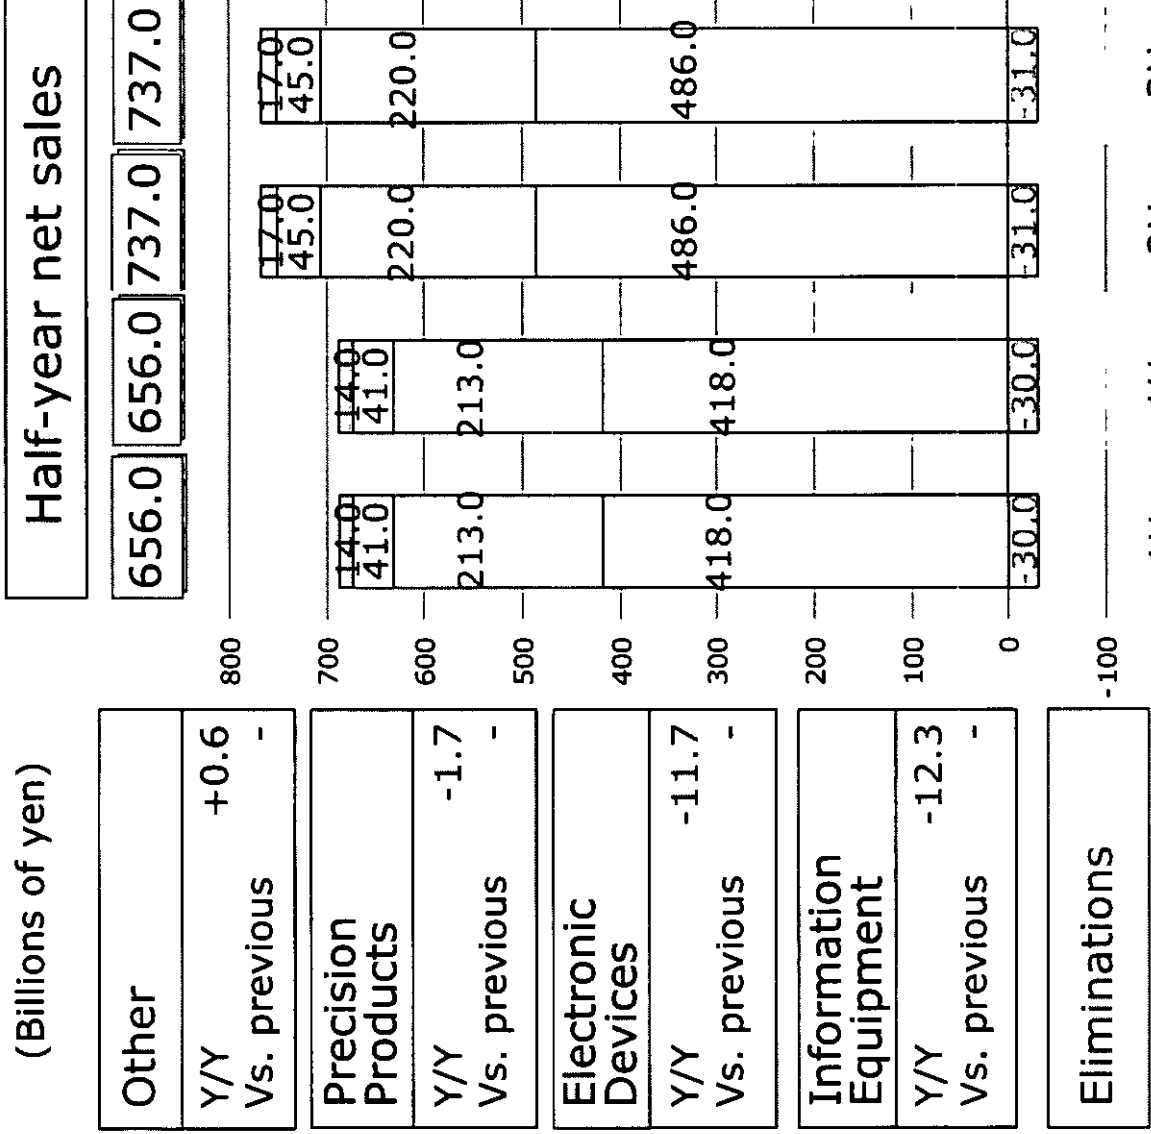 Half-year net sales
(Billions of yen)
656.0 656.0 737.0 737.0
Other
Y/Y +0.6
Vs. previous -
Precision
Products
Y/Y -1.7
Vs. previous -
Electronic
Devices
Y/Y -11.7
Vs. previous -
Information
Equipment
Y/Y -12.3
Vs. previous -
Eliminations
800
700
600
500
400
300
200
100
0
-100
14.0 14.0 17.0 17.0
41.0 41.0 45.0 45.0
213.0 213.0 220.0 220.0
418.0 418.0 486.0 486.0
-30.0 -30.0 -31.0 -31.0